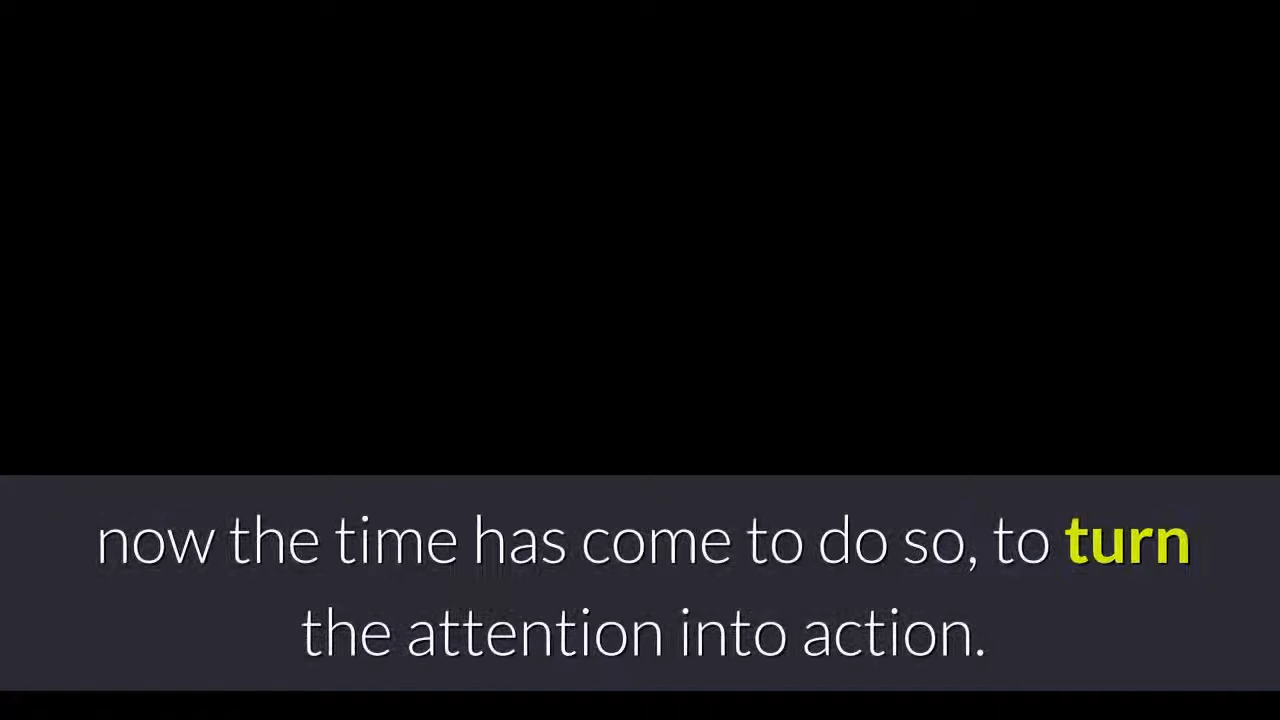 now the time has come to do so, to turn
the attention into action.